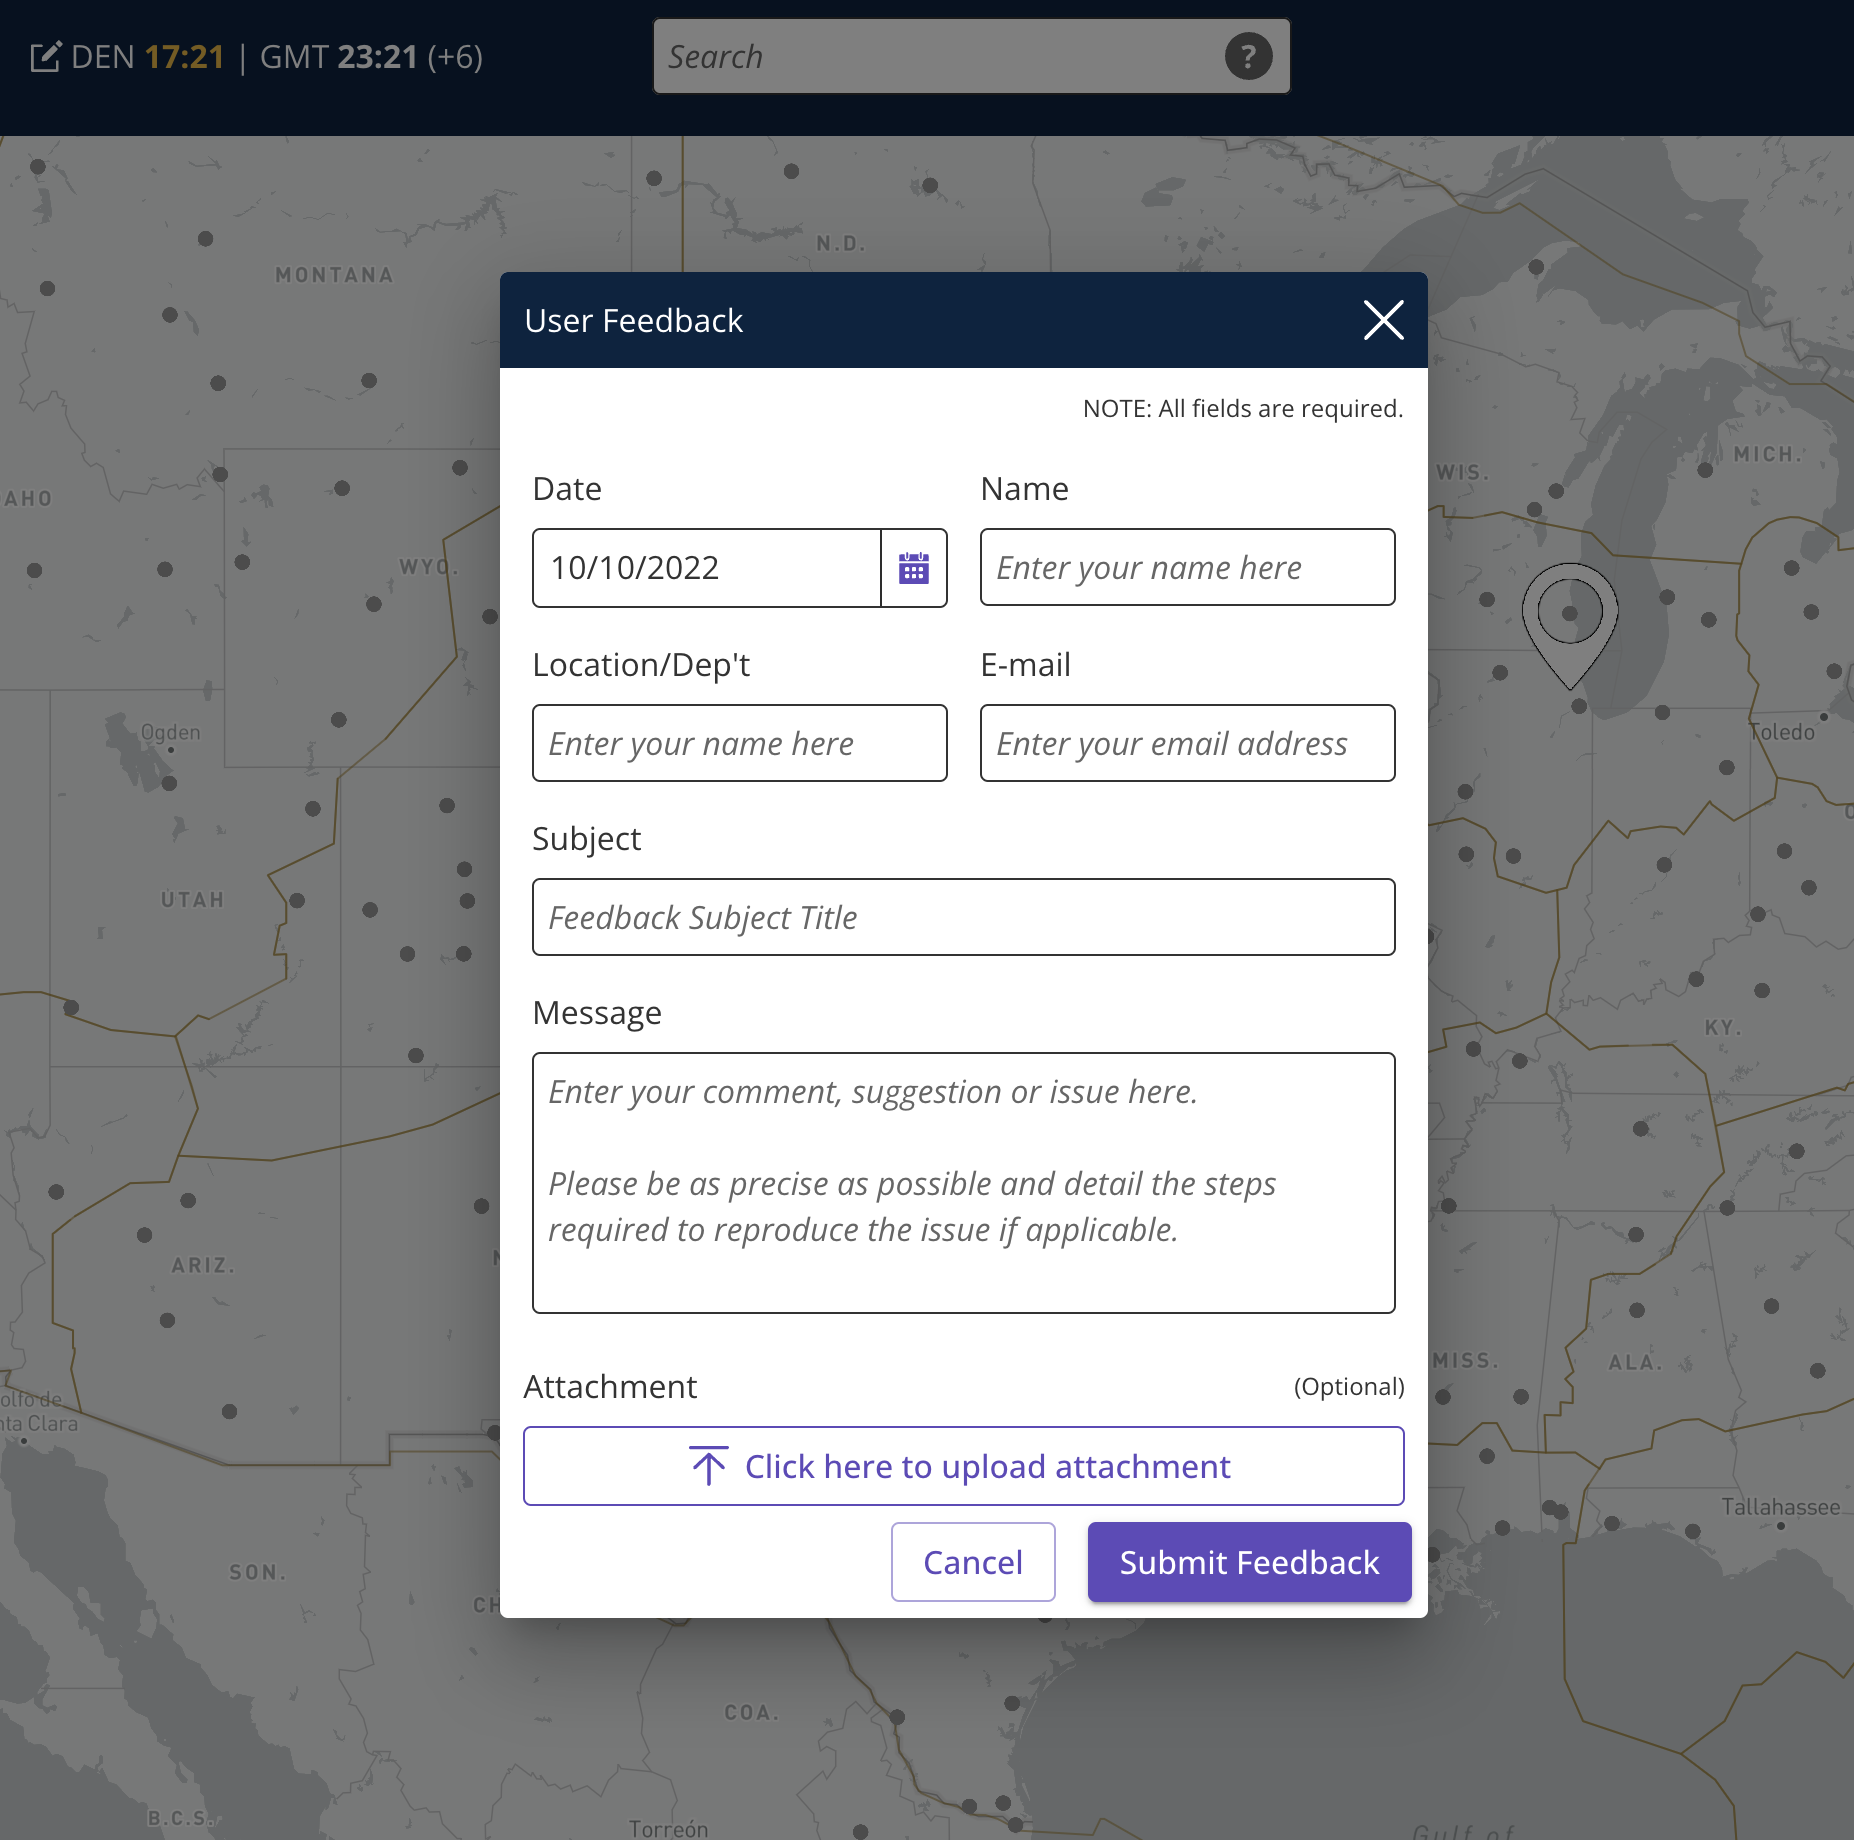 DEN 17:21 | GMT 23:21 (+6)
Search
?
N.D.
MONTANA
User Feedback
NOTE: All fields are required.
MICH.
WIS.
Date
Name
AHO
WYO.
10/10/2022
Enter your name here
Location/Dep't
E-mail
Ogden
Toledo
Enter your name here
Enter your email address
Subject
UTAH
Feedback Subject Title
Message
KY.
Enter your comment, suggestion or issue here.
Please be as precise as possible and detail the steps
required to reproduce the issue if applicable.
ARIZ.
MISS.
ALA.
Attachment
(Optional)
olfo de
nta Clara
Click here to upload attachment
Tallahassee
Cancel
Submit Feedback
SON.
CH
COA.
B.C.S.
Torreón
Gulf of